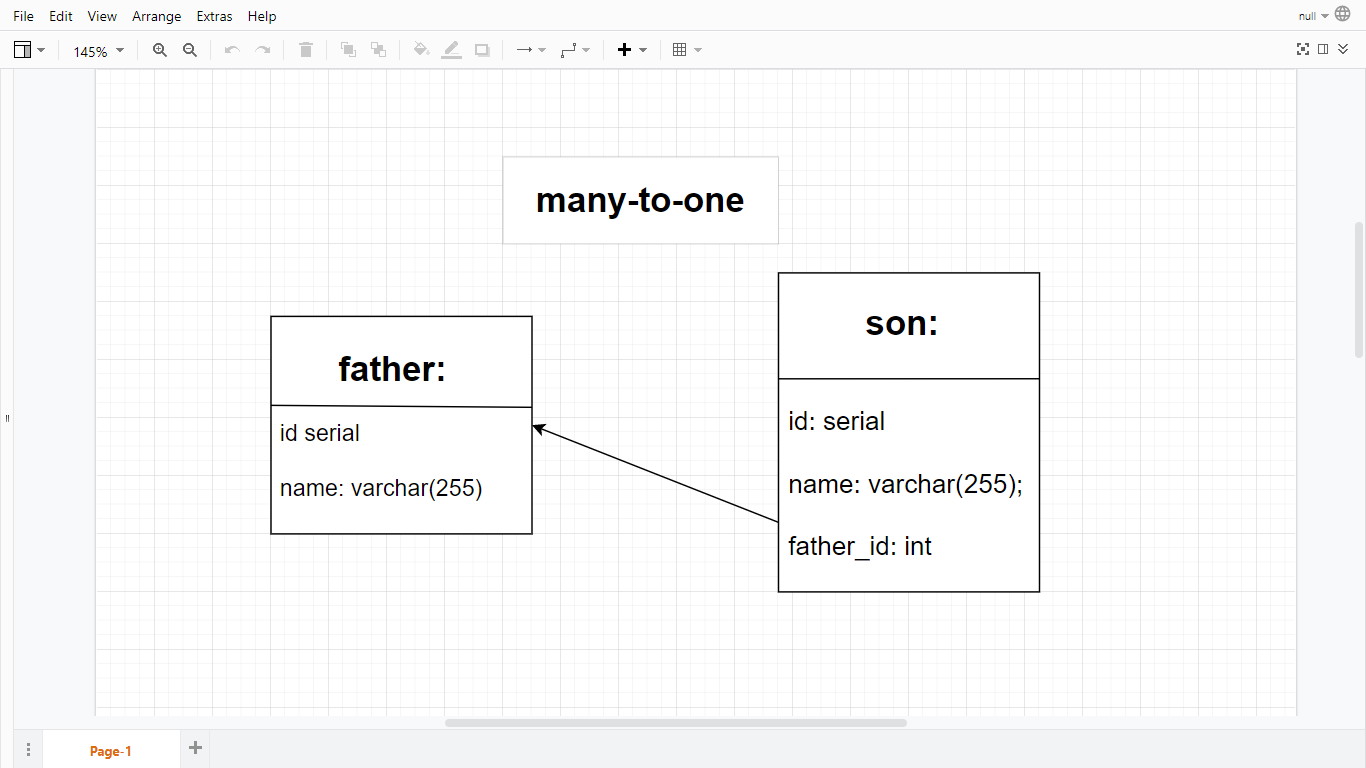 File Edit View Arrange Extras Help null
145%
many-to-one
son:
father:
id: serial
id serial
name: varchar(255);
name: varchar(255)
father_id: int
Page-1